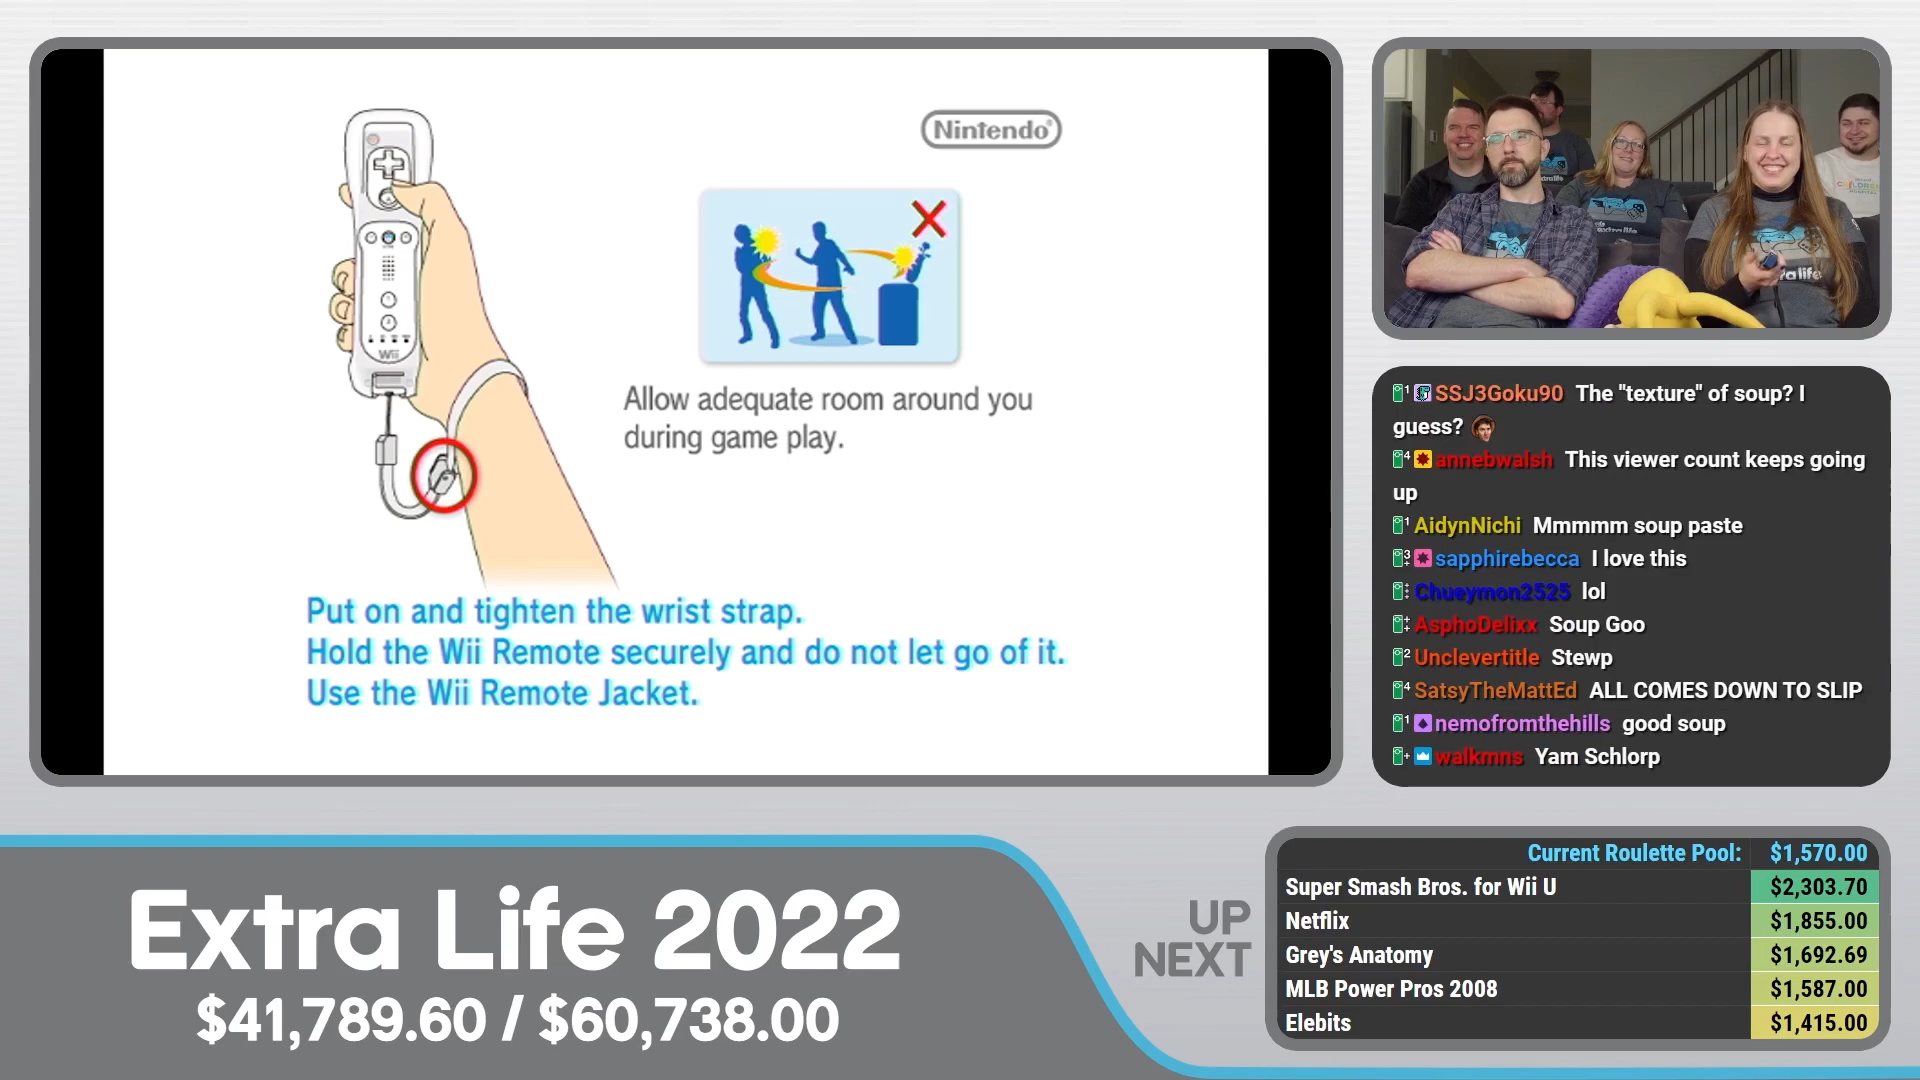 Nintendo
Wii
Allow adequate room around you
during game play.
Put on and tighten the wrist strap.
Hold the Wii Remote securely and do not let go of it.
Use the Wii Remote Jacket.
extra life
SSJ3Goku90 The "texture" of soup? I
guess?
annebwalsh This viewer count keeps going
up
AidynNichi Mmmmm soup paste
sapphirebecca I love this
Chueymon2525 lol
AsphoDelixx Soup Goo
Unclevertitle Stewp
SatsyTheMattEd ALL COMES DOWN TO SLIP
nemofromthehills good soup
walkmns Yam Schlorp
Extra Life 2022
$41,789.60 / $60,738.00
UP
NEXT
Current Roulette Pool: $1,570.00
Super Smash Bros. for Wii U $2,303.70
Netflix $1,855.00
Grey's Anatomy $1,692.69
MLB Power Pros 2008 $1,587.00
Elebits $1,415.00